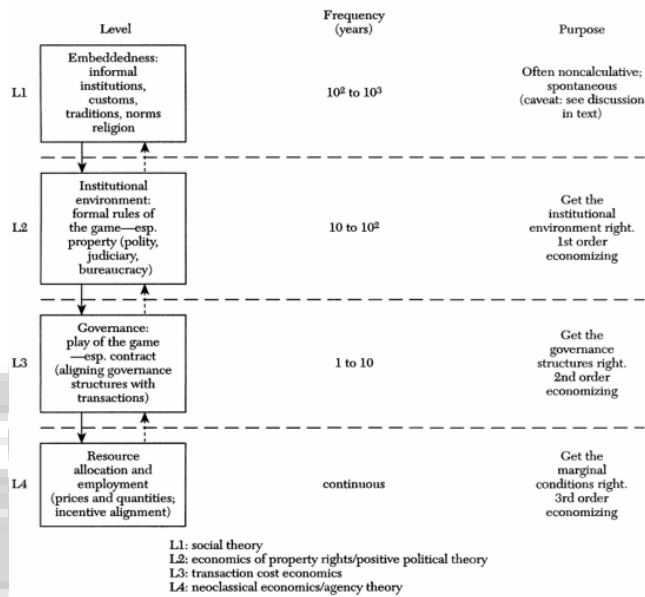 Level
Frequency
(years)
Purpose
L1
Embeddedness:
informal
institutions,
customs,
traditions, norms
religion
10² to 10³
Often noncalculative;
spontaneous
(caveat: see discussion
in text)
L2
Institutional
environment:
formal rules of
the game—esp.
property (polity,
judiciary,
bureaucracy)
10 to 10²
Get the
institutional
environment right.
1st order
economizing
L3
Governance:
play of the game
—esp. contract
(aligning governance
structures with
transactions)
1 to 10
Get the
governance
structures right.
2nd order
economizing
L4
Resource
allocation and
employment
(prices and quantities;
incentive alignment)
continuous
Get the
marginal
conditions right.
3rd order
economizing
L1: social theory
L2: economics of property rights/positive political theory
L3: transaction cost economics
L4: neoclassical economics/agency theory